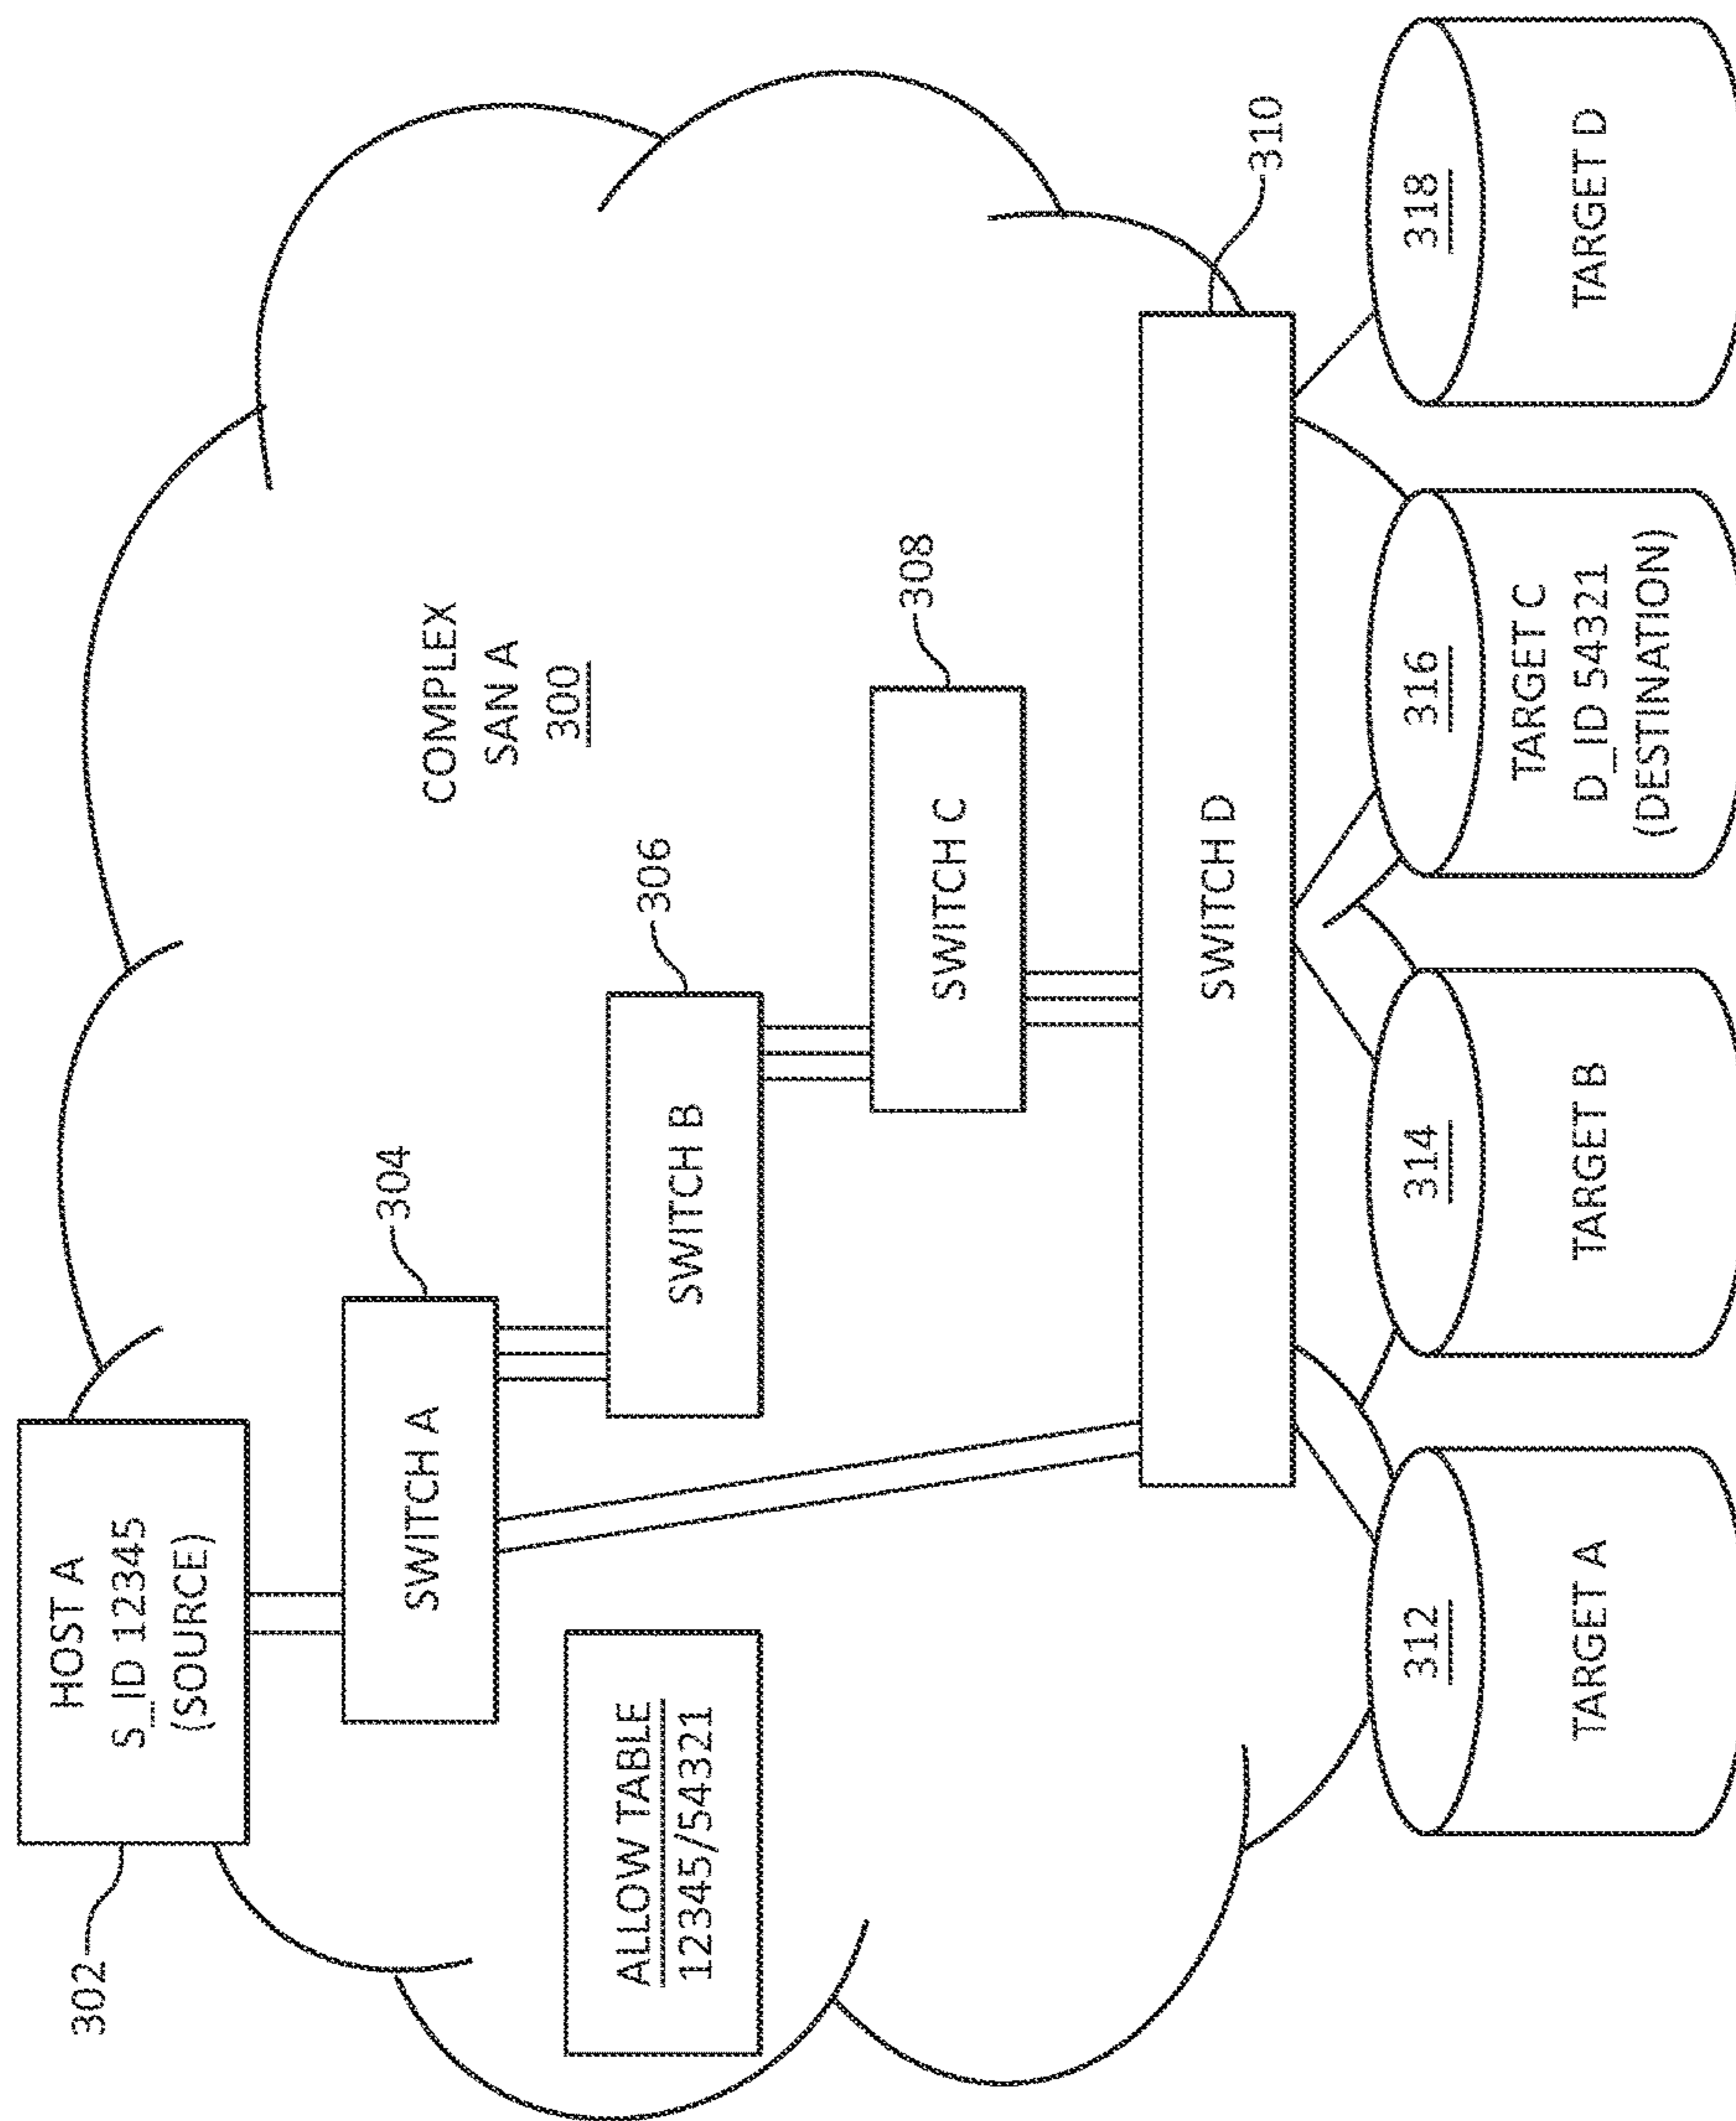 302
HOST A
S_ID 12345
(SOURCE)
304
SWITCH A
ALLOW TABLE
12345/54321
COMPLEX
SAN A
300
306
SWITCH B
308
SWITCH C
310
SWITCH D
312
TARGET A
314
TARGET B
316
TARGET C
D_ID 54321
(DESTINATION)
318
TARGET D